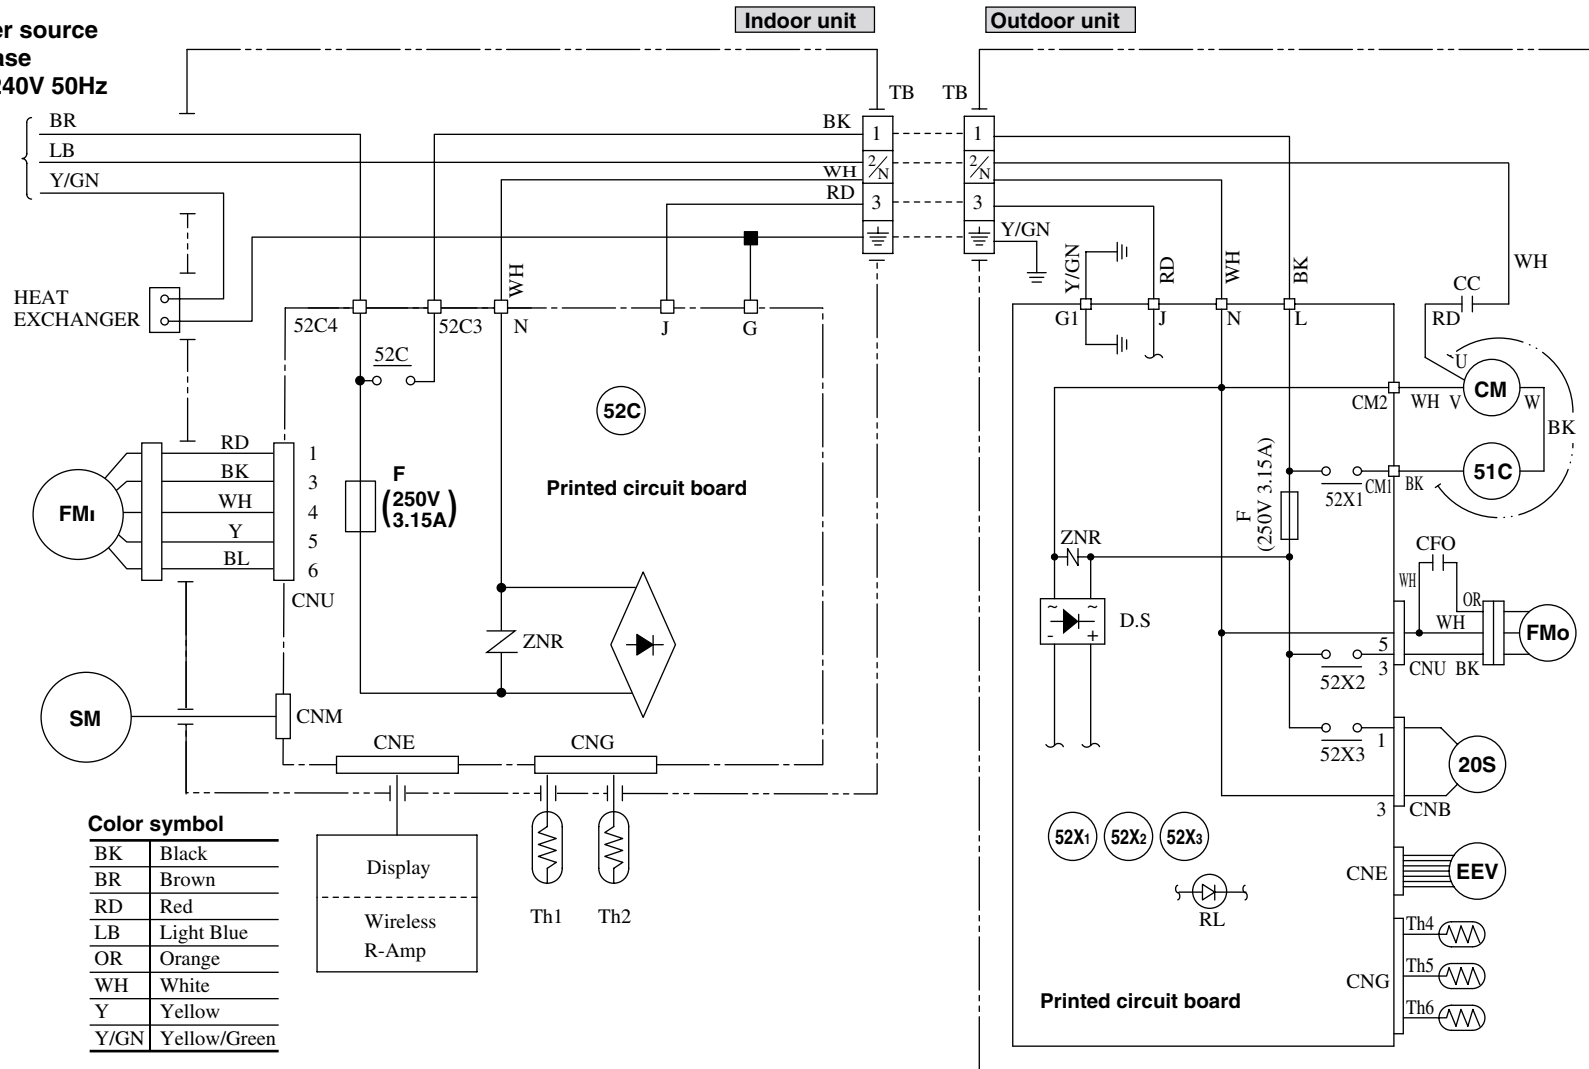 er source
ase
240V 50Hz
Indoor unit
Outdoor unit
TB
TB
BR
LB
Y/GN
BK
WH
RD
1
2/N
3
1
2/N
3
Y/GN
HEAT
EXCHANGER
52C4
52C3
WH
N
J
G
52C
52C
F
(250V
3.15A)
Printed circuit board
FMI
RD
BK
WH
Y
BL
1
3
4
5
6
CNU
ZNR
SM
CNM
CNE
CNG
Display
Wireless
R-Amp
Th1
Th2
Color symbol
BK Black
BR Brown
RD Red
LB Light Blue
OR Orange
WH White
Y Yellow
Y/GN Yellow/Green
Y/GN
RD
WH
BK
G1
J
N
L
WH
CC
RD
U
CM
CM2
WH
V
W
BK
51C
52X1
CM1
BK
F
(250V 3.15A)
ZNR
D.S
~
~
-
+
CFO
WH
OR
WH
FMo
5
3
CNU
BK
52X2
52X3
1
20S
3
CNB
52X1
52X2
52X3
RL
CNE
EEV
CNG
Th4
Th5
Th6
Printed circuit board